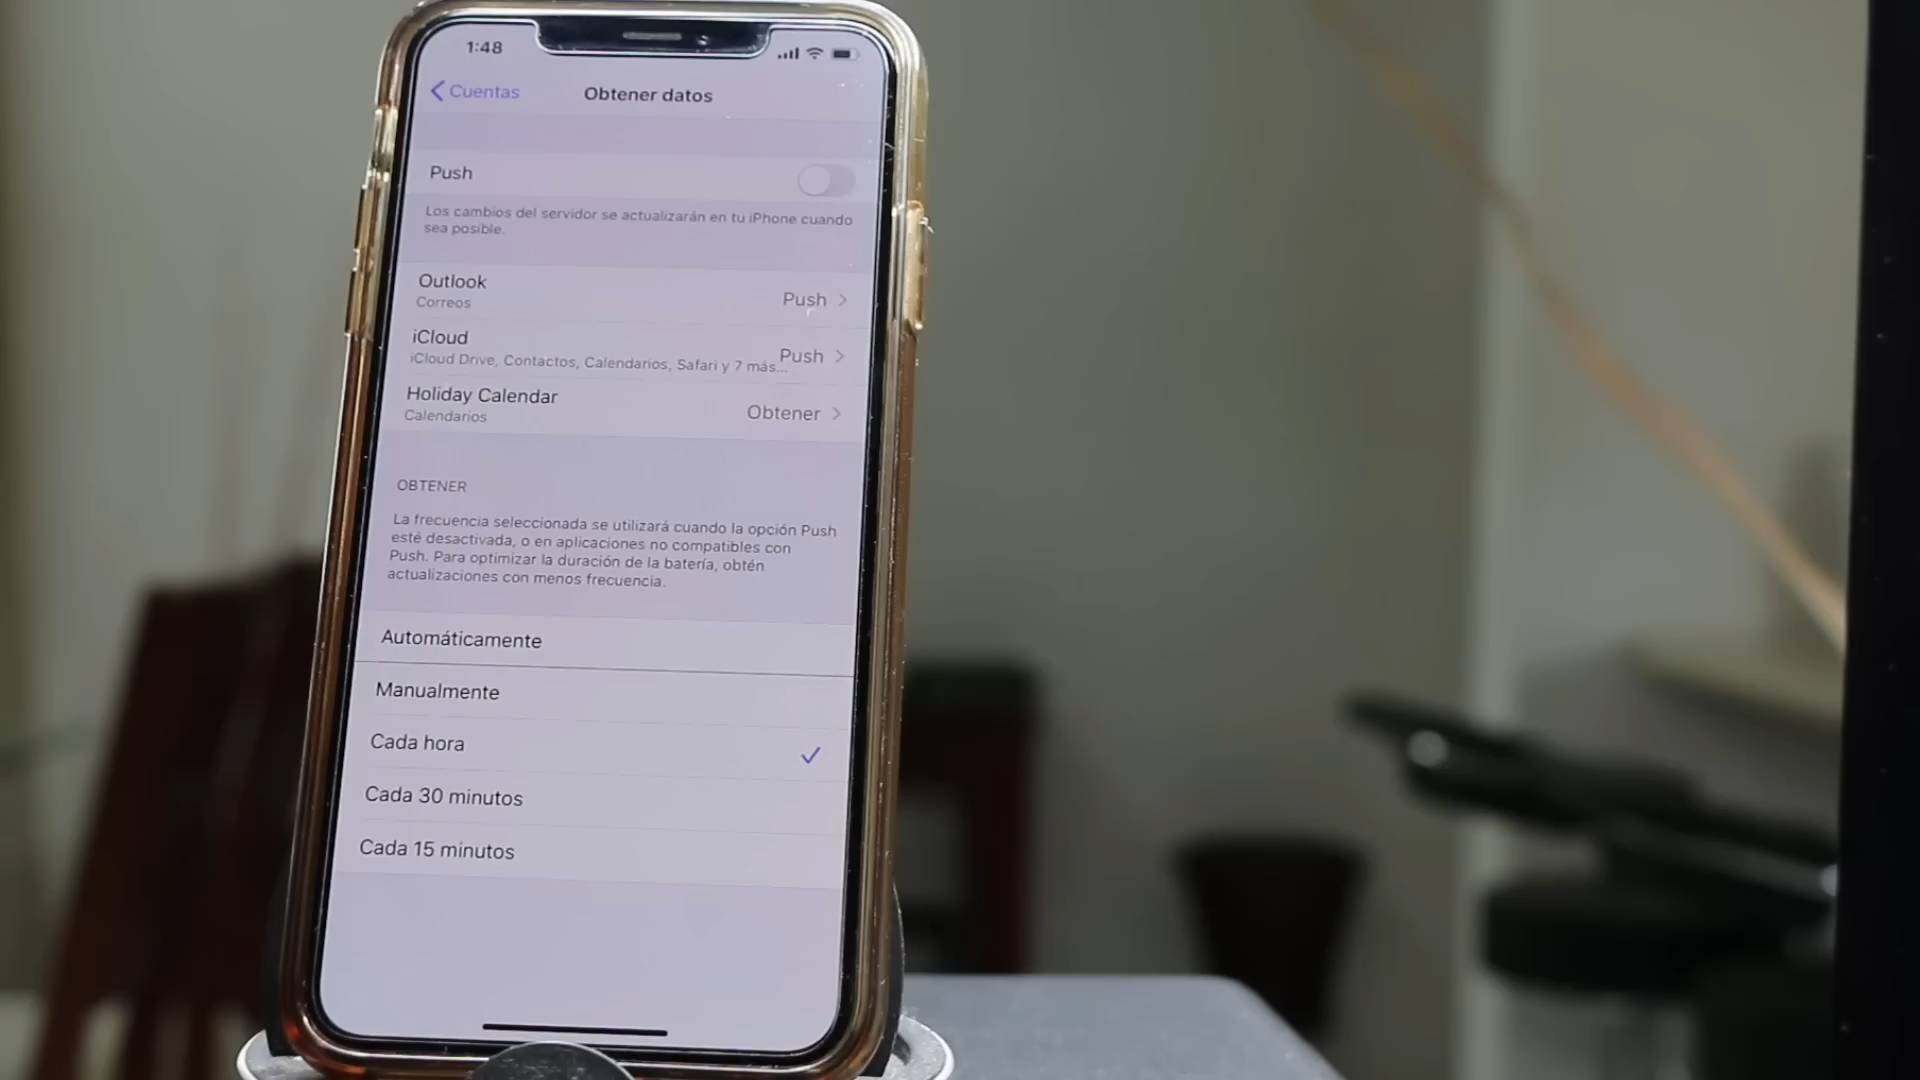 1:48
Cuentas
Obtener datos
Push
Los cambios del servidor se actualizarán en tu iPhone cuando
sea posible.
Outlook
Correos
Push
iCloud
iCloud Drive, Contactos, Calendarios, Safari y 7 más...
Push
Holiday Calendar
Calendarios
Obtener
OBTENER
La frecuencia seleccionada se utilizará cuando la opción Push
esté desactivada, o en aplicaciones no compatibles con
Push. Para optimizar la duración de la batería, obtén
actualizaciones con menos frecuencia.
Automáticamente
Manualmente
Cada hora
Cada 30 minutos
Cada 15 minutos